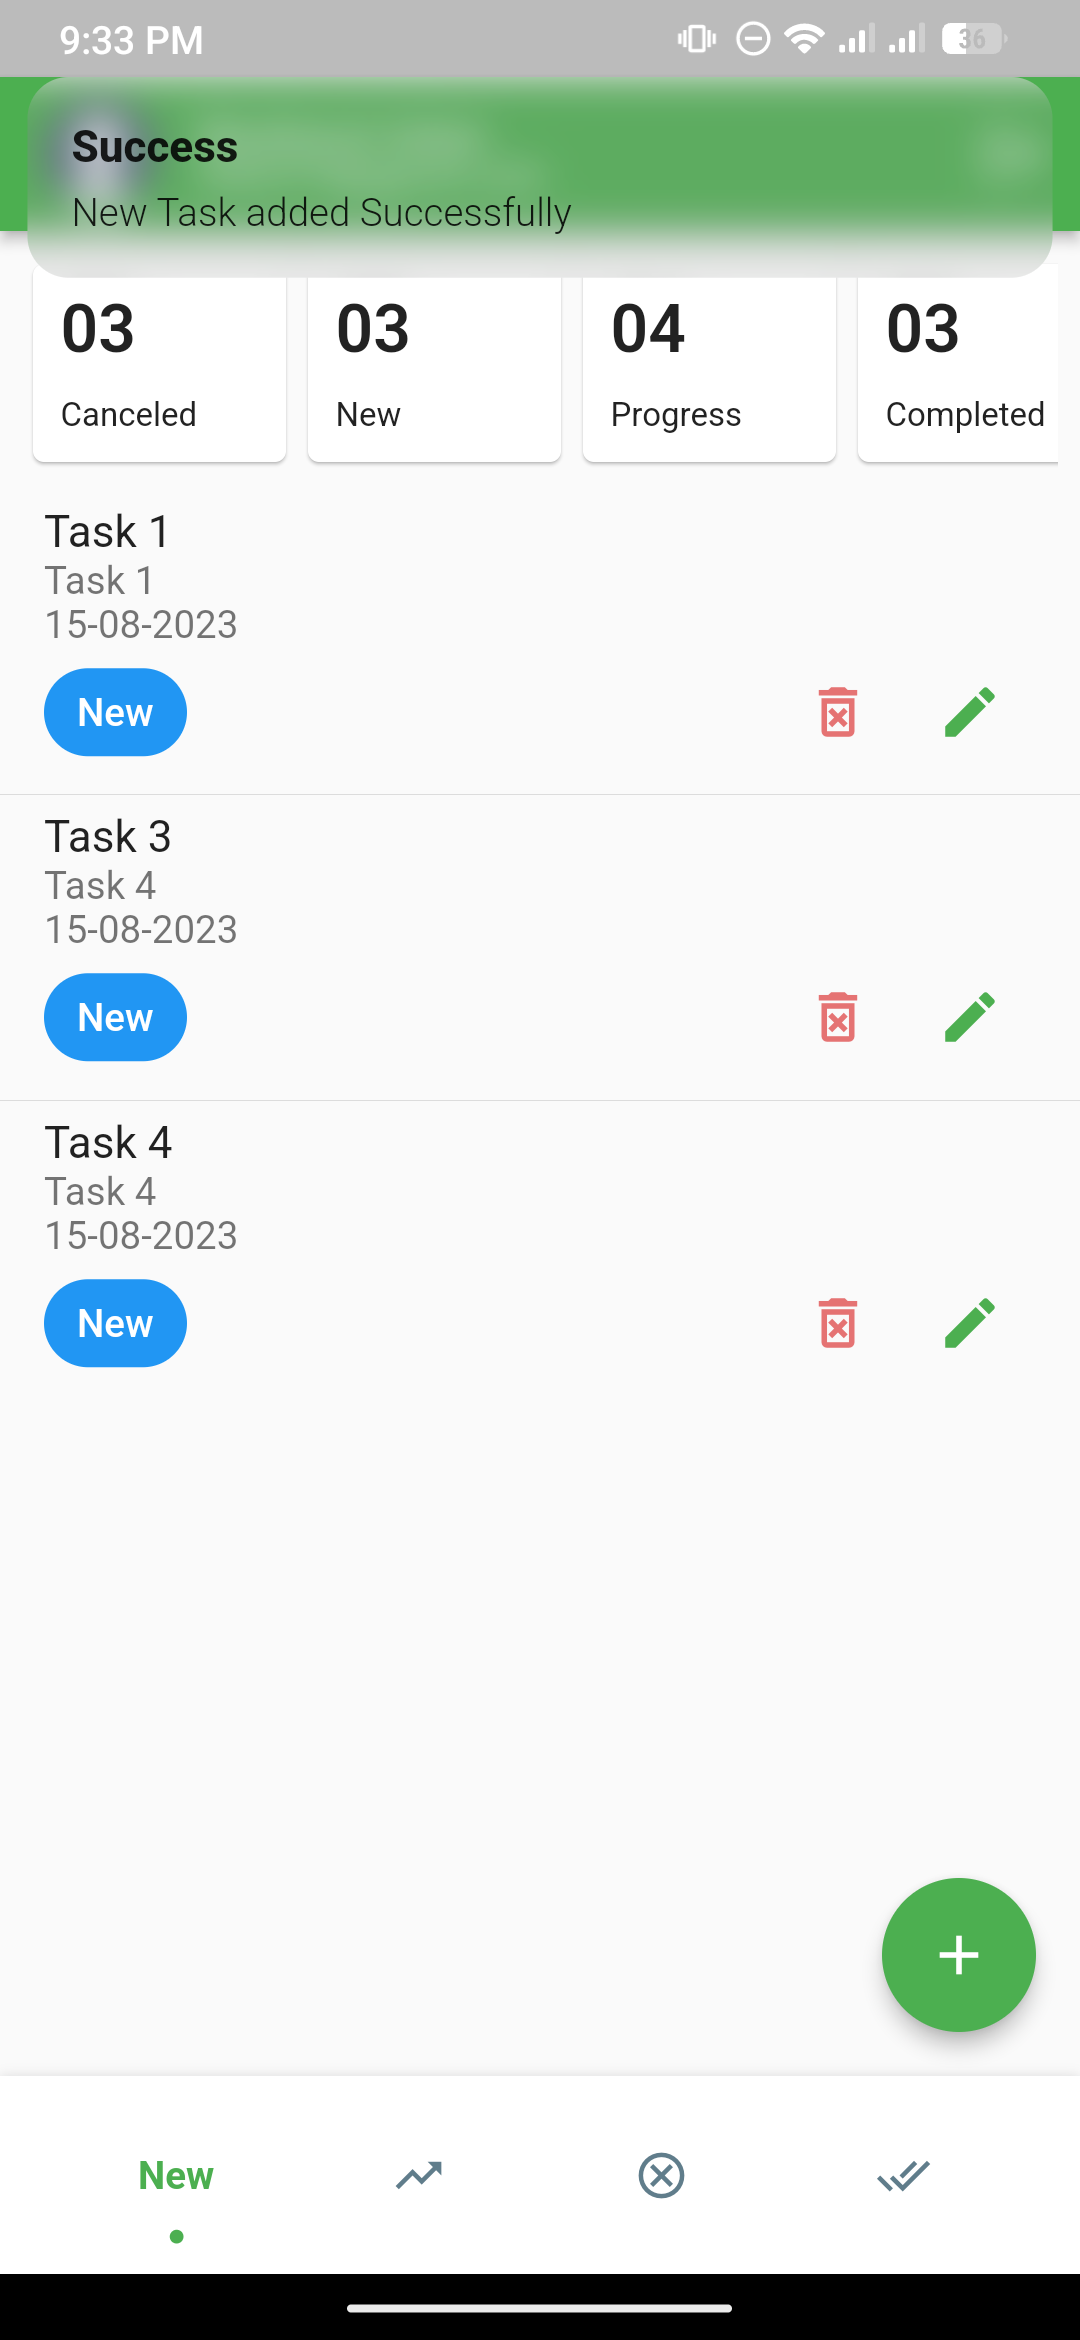 9:33 PM
36
Success
New Task added Successfully
03
Canceled
03
New
04
Progress
03
Completed
Task 1
Task 1
15-08-2023
New
Task 3
Task 4
15-08-2023
New
Task 4
Task 4
15-08-2023
New
New